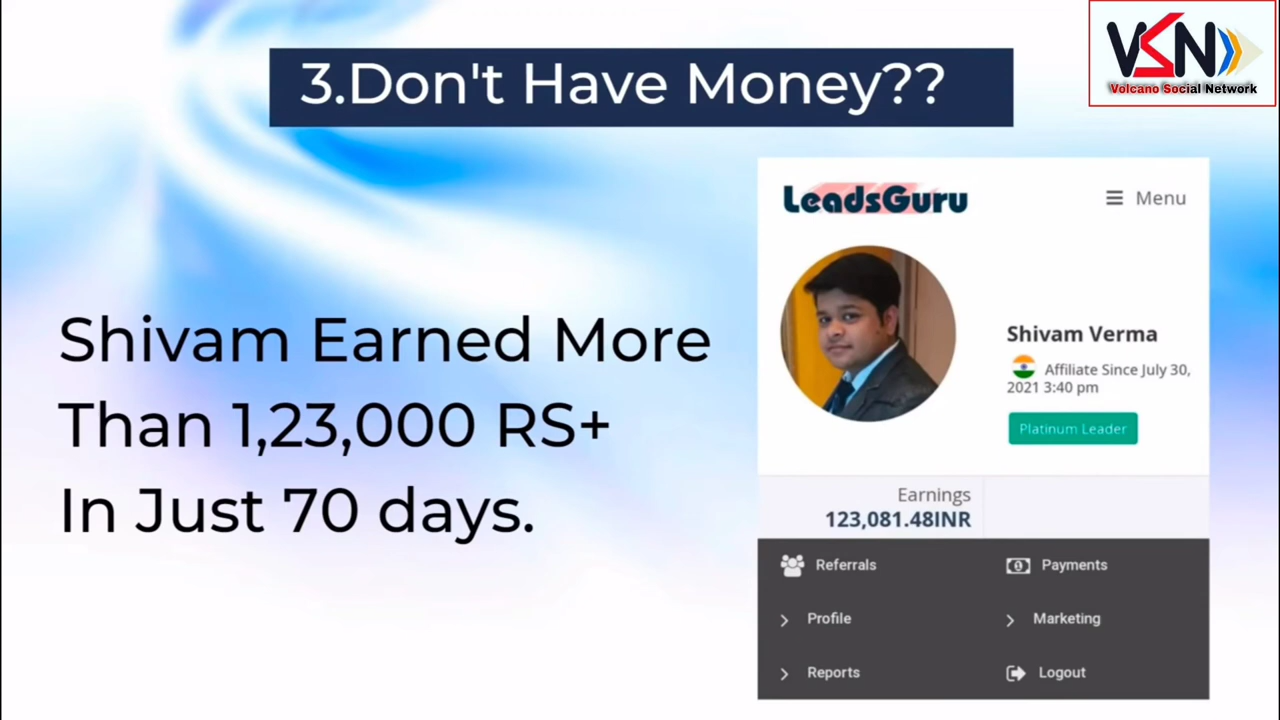 VSN
Volcano Social Network
3.Don't Have Money??
Shivam Earned More
Than 1,23,000 RS+
In Just 70 days.
LeadsGuru
Menu
Shivam Verma
Affiliate Since July 30,
2021 3:40 pm
Platinum Leader
Earnings
123,081.48INR
Referrals
Payments
Profile
Marketing
Reports
Logout